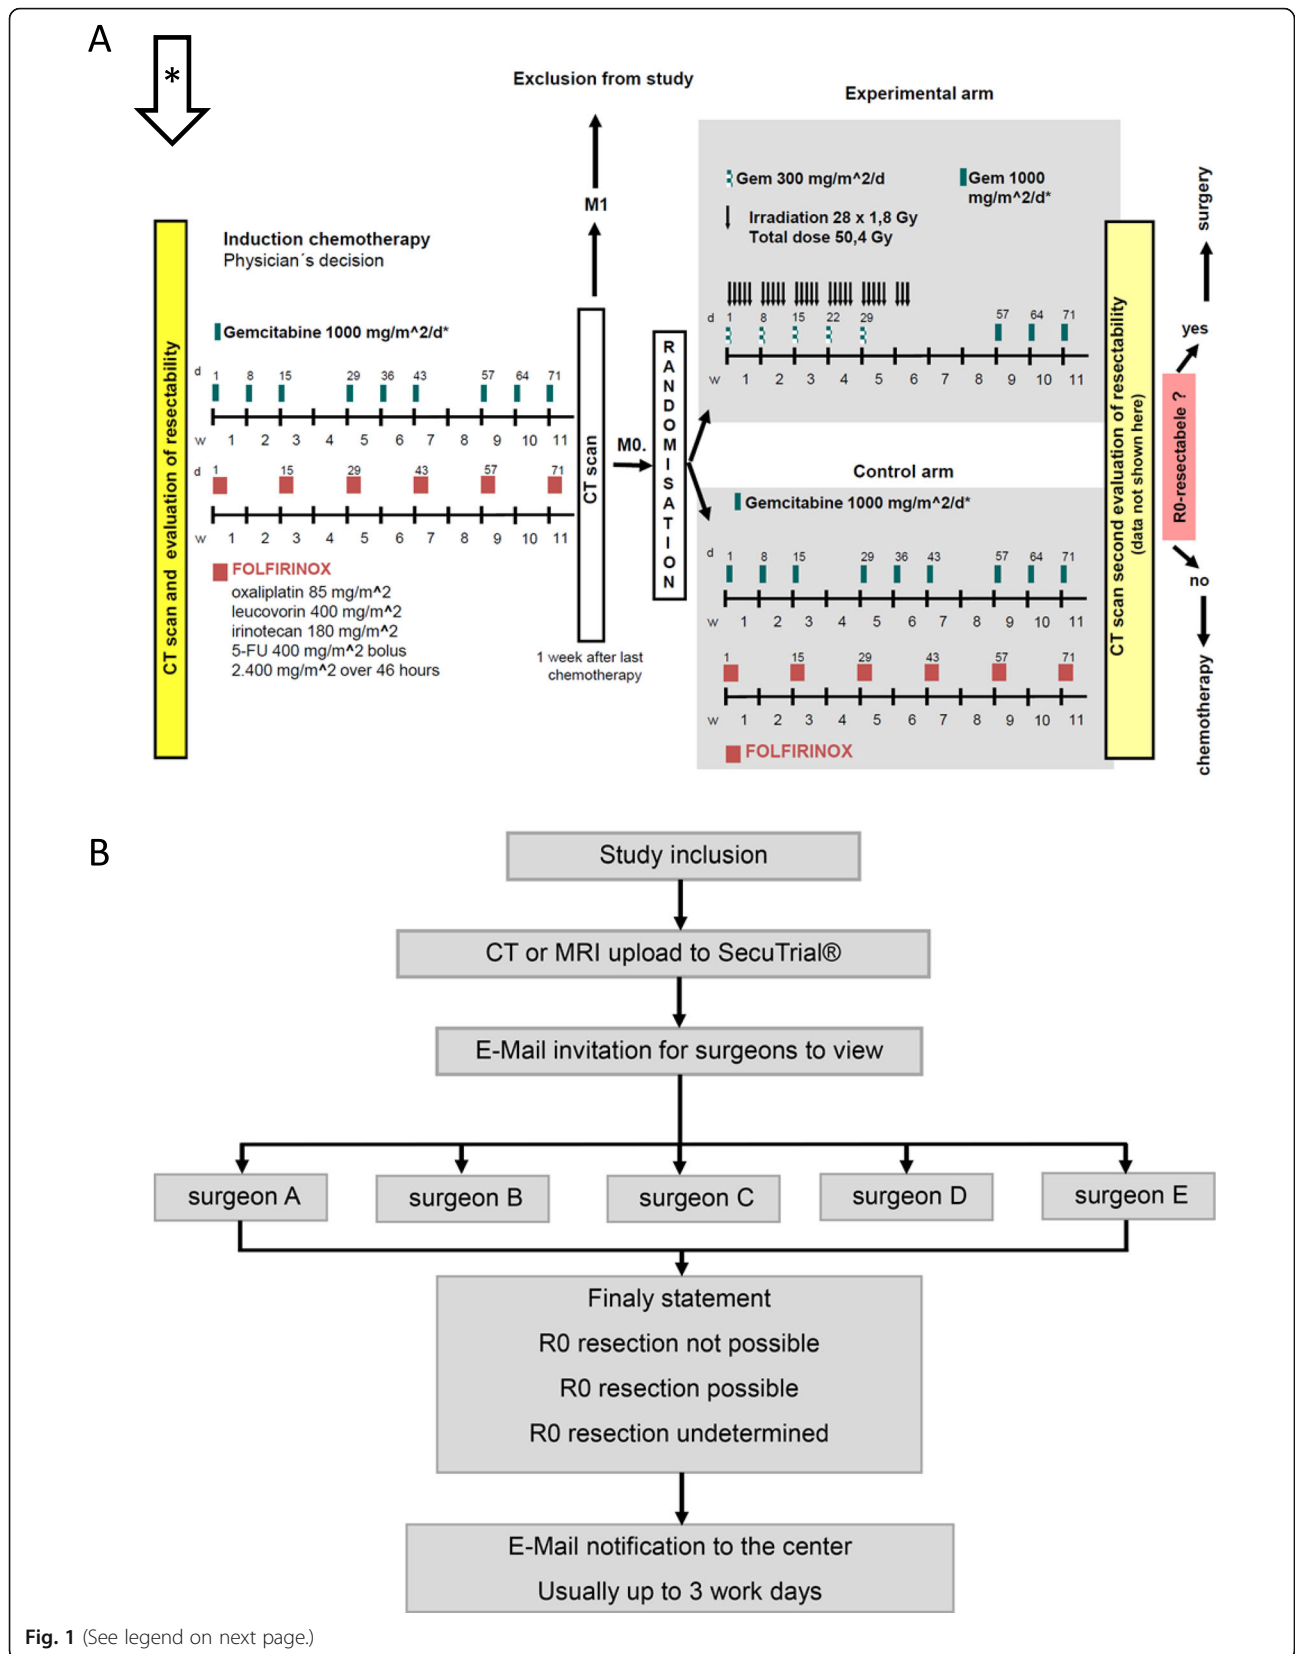 A
*
Exclusion from study
M1
CT scan and evaluation of resectability
Induction chemotherapy
Physician´s decision
Gemcitabine 1000 mg/m^2/d*
d 1 8 15 29 36 43 57 64 71
w 1 2 3 4 5 6 7 8 9 10 11
d 1 15 29 43 57 71
w 1 2 3 4 5 6 7 8 9 10 11
FOLFIRINOX
oxaliplatin 85 mg/m^2
leucovorin 400 mg/m^2
irinotecan 180 mg/m^2
5-FU 400 mg/m^2 bolus
2.400 mg/m^2 over 46 hours
CT scan
1 week after last
chemotherapy
M0.
RANDOMISATION
Experimental arm
Gem 300 mg/m^2/d
Gem 1000
mg/m^2/d*
Irradiation 28 x 1,8 Gy
Total dose 50,4 Gy
d 1 8 15 22 29 57 64 71
w 1 2 3 4 5 6 7 8 9 10 11
Control arm
Gemcitabine 1000 mg/m^2/d*
d 1 8 15 29 36 43 57 64 71
w 1 2 3 4 5 6 7 8 9 10 11
1 15 29 43 57 71
w 1 2 3 4 5 6 7 8 9 10 11
FOLFIRINOX
CT scan second evaluation of resectability
(data not shown here)
R0-resectabele ?
yes
surgery
no
chemotherapy
B
Study inclusion
CT or MRI upload to SecuTrial®
E-Mail invitation for surgeons to view
surgeon A
surgeon B
surgeon C
surgeon D
surgeon E
Finaly statement
R0 resection not possible
R0 resection possible
R0 resection undetermined
E-Mail notification to the center
Usually up to 3 work days
Fig. 1 (See legend on next page.)